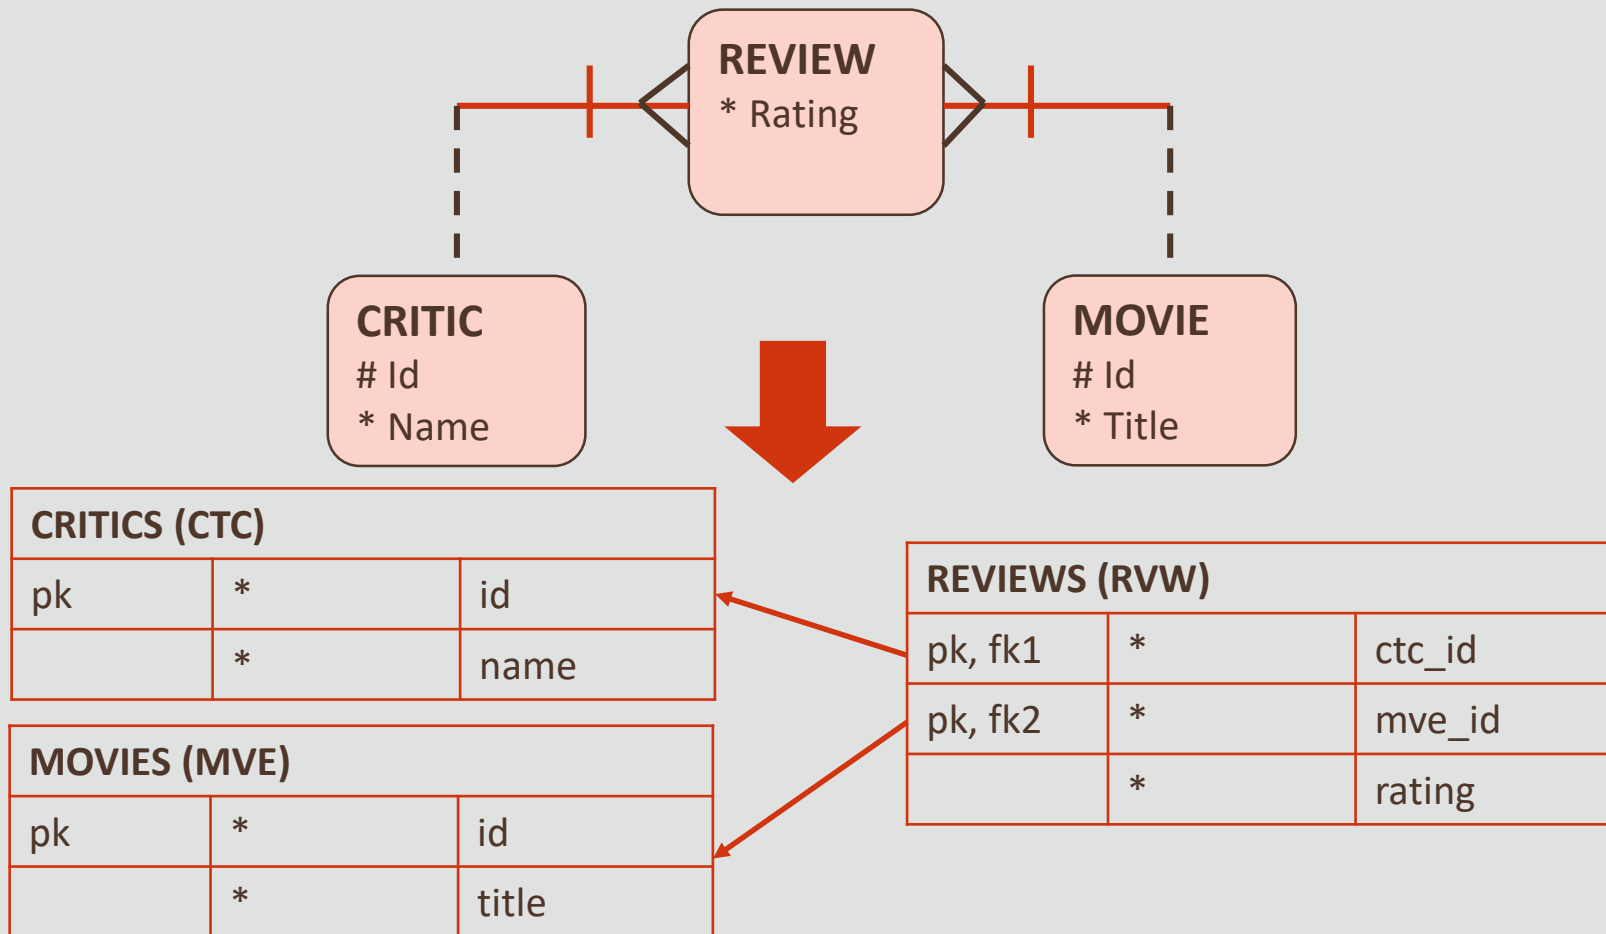 REVIEW
* Rating
CRITIC
# Id
* Name
MOVIE
# Id
* Title
CRITICS (CTC)
pk * id
* name
MOVIES (MVE)
pk * id
* title
REVIEWS (RVW)
pk, fk1 * ctc_id
pk, fk2 * mve_id
* rating